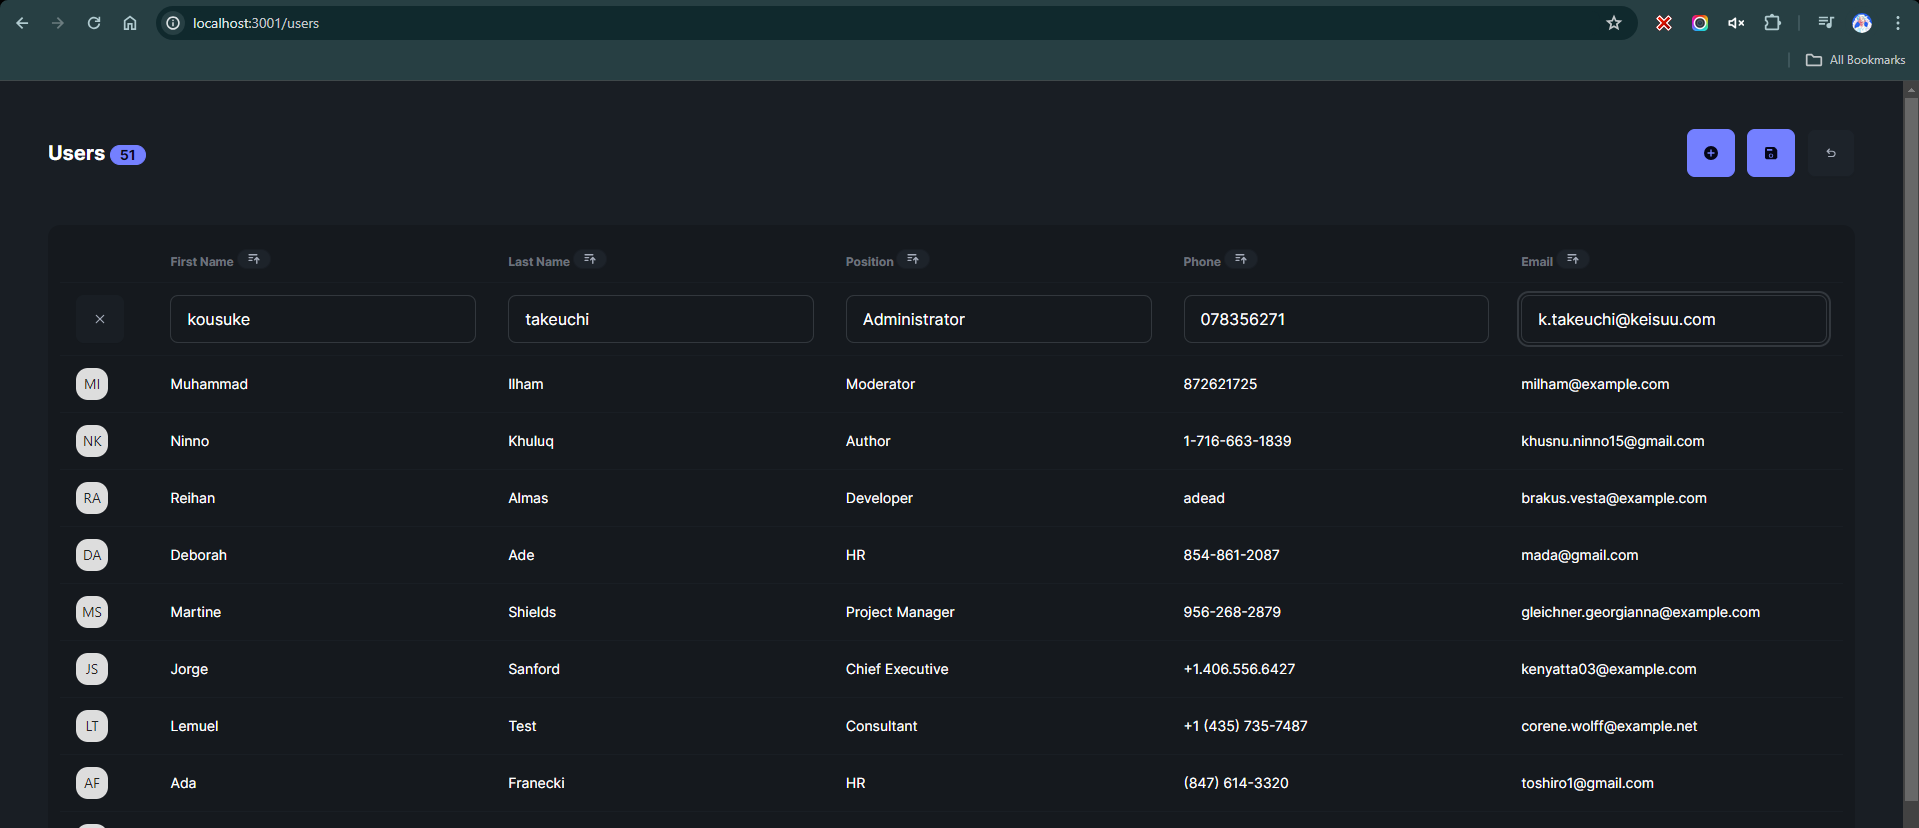 localhost:3001/users
All Bookmarks
Users 51
First Name Last Name Position Phone Email
kousuke takeuchi Administrator 078356271 k.takeuchi@keisuu.com
MI Muhammad Ilham Moderator 872621725 milham@example.com
NK Ninno Khuluq Author 1-716-663-1839 khusnu.ninno15@gmail.com
RA Reihan Almas Developer adead brakus.vesta@example.com
DA Deborah Ade HR 854-861-2087 mada@gmail.com
MS Martine Shields Project Manager 956-268-2879 gleichner.georgianna@example.com
JS Jorge Sanford Chief Executive +1.406.556.6427 kenyatta03@example.com
LT Lemuel Test Consultant +1 (435) 735-7487 corene.wolff@example.net
AF Ada Franecki HR (847) 614-3320 toshiro1@gmail.com